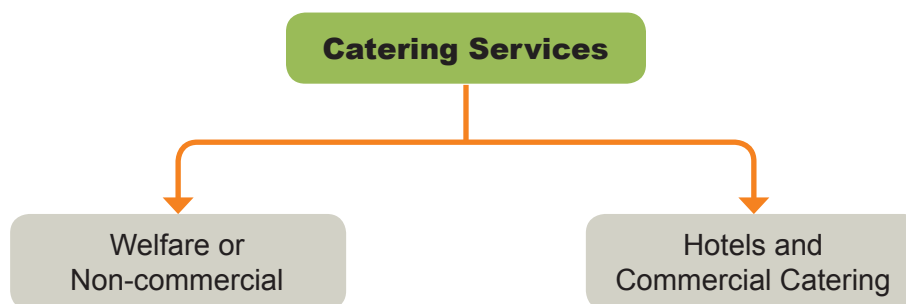 Catering Services
Welfare or
Non-commercial
Hotels and
Commercial Catering